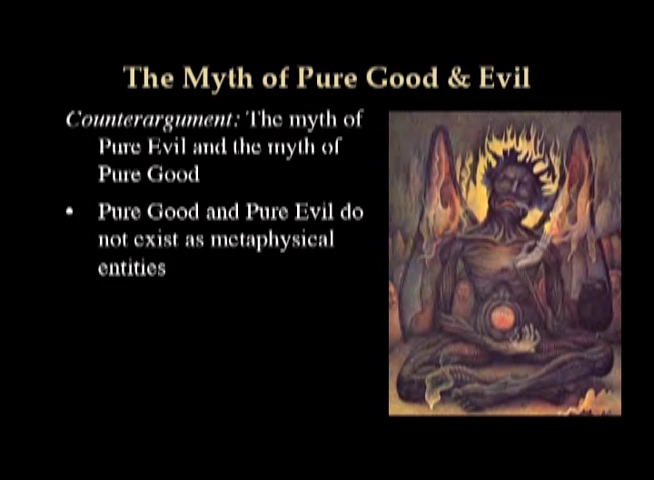 The Myth of Pure Good & Evil
Counterargument: The myth of
Pure Evil and the myth of
Pure Good
• Pure Good and Pure Evil do
not exist as metaphysical
entities